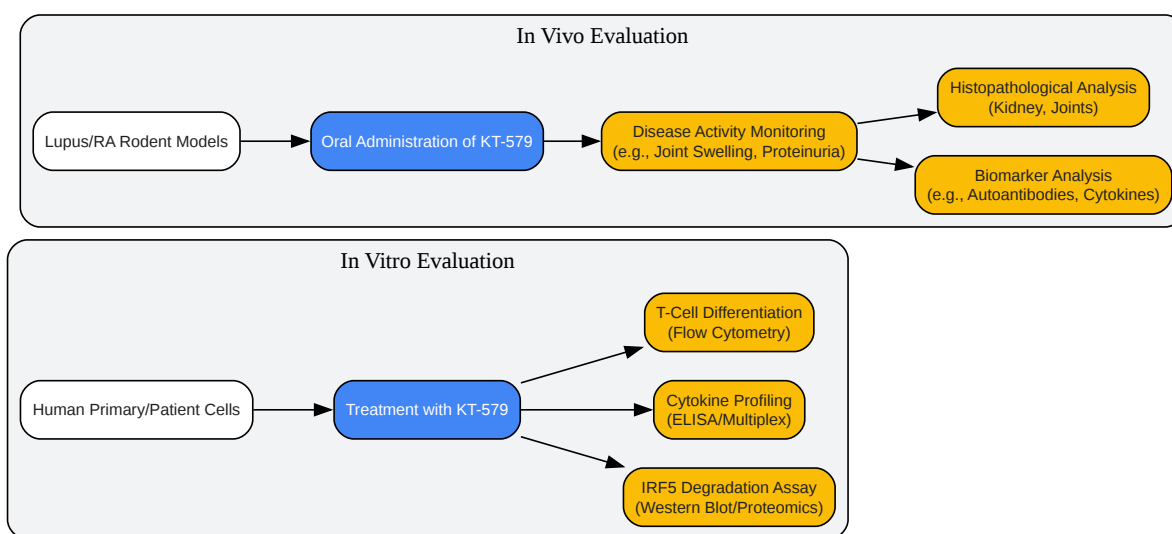 In Vivo Evaluation
Lupus/RA Rodent Models
Oral Administration of KT-579
Disease Activity Monitoring
(e.g., Joint Swelling, Proteinuria)
Histopathological Analysis
(Kidney, Joints)
Biomarker Analysis
(e.g., Autoantibodies, Cytokines)
In Vitro Evaluation
Human Primary/Patient Cells
Treatment with KT-579
T-Cell Differentiation
(Flow Cytometry)
Cytokine Profiling
(ELISA/Multiplex)
IRF5 Degradation Assay
(Western Blot/Proteomics)